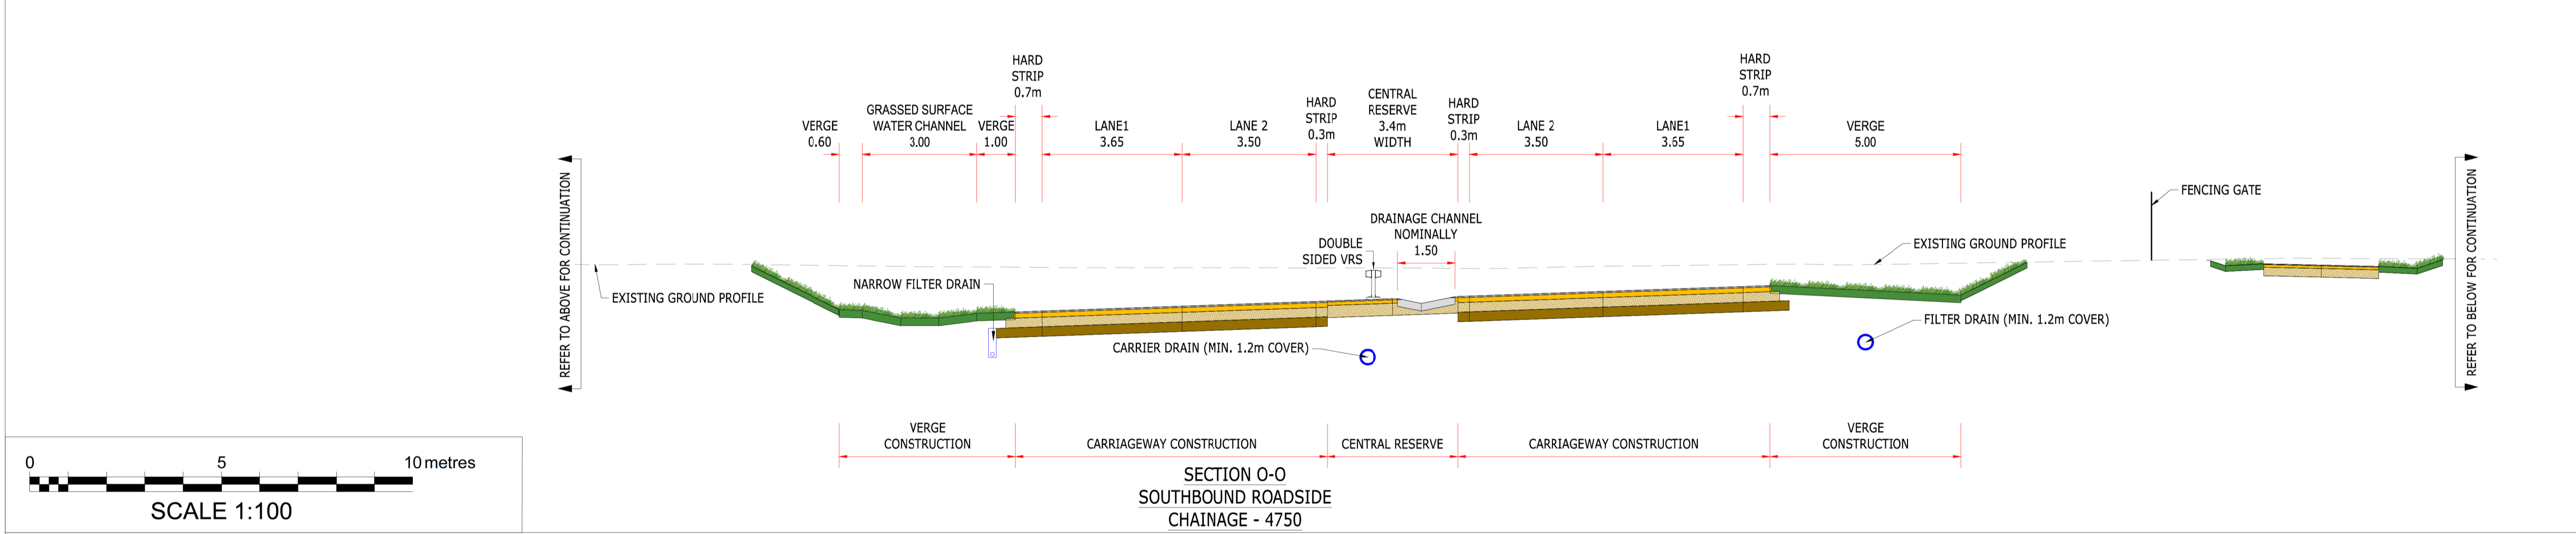 HARD
STRIP
0.7m
HARD
STRIP
0.7m
VERGE
0.60
GRASSED SURFACE
WATER CHANNEL
3.00
VERGE
1.00
LANE1
3.65
LANE 2
3.50
HARD
STRIP
0.3m
CENTRAL
RESERVE
3.4m
WIDTH
HARD
STRIP
0.3m
LANE 2
3.50
LANE1
3.65
VERGE
5.00
REFER TO ABOVE FOR CONTINUATION
REFER TO BELOW FOR CONTINUATION
FENCING GATE
DRAINAGE CHANNEL
NOMINALLY
1.50
DOUBLE
SIDED VRS
EXISTING GROUND PROFILE
NARROW FILTER DRAIN
EXISTING GROUND PROFILE
CARRIER DRAIN (MIN. 1.2m COVER)
FILTER DRAIN (MIN. 1.2m COVER)
VERGE
CONSTRUCTION
CARRIAGEWAY CONSTRUCTION
CENTRAL RESERVE
CARRIAGEWAY CONSTRUCTION
VERGE
CONSTRUCTION
SECTION O-O
SOUTHBOUND ROADSIDE
CHAINAGE - 4750
0
5
10 metres
SCALE 1:100